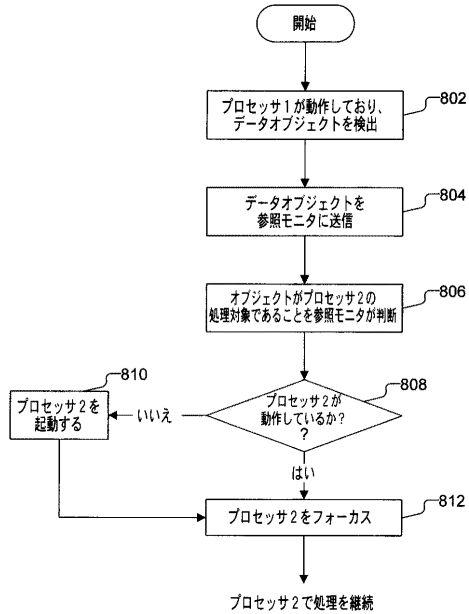 開始
プロセッサ1が動作しており、
データオブジェクトを検出
802
データオブジェクトを
参照モニタに送信
804
オブジェクトがプロセッサ2の
処理対象であることを参照モニタが判断
806
プロセッサ2が
動作しているか?
?
808
いいえ
810
プロセッサ2を
起動する
はい
プロセッサ2をフォーカス
812
プロセッサ2で処理を継続